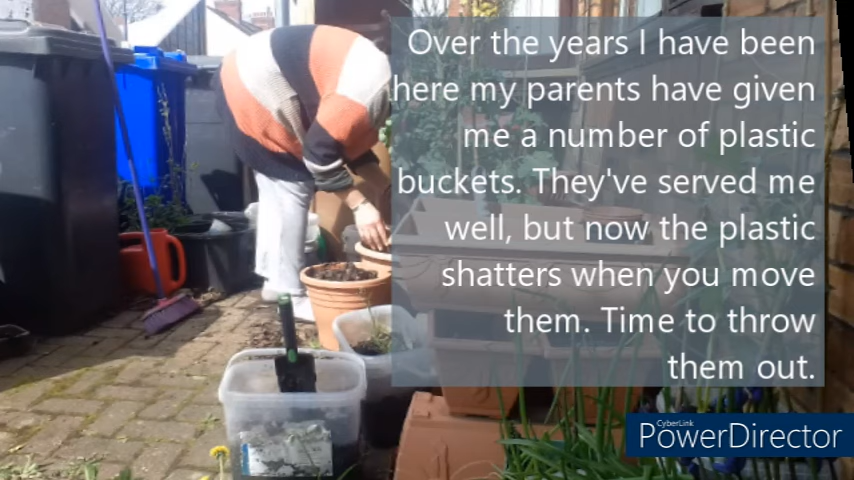 Over the years I have been
here my parents have given
me a number of plastic
buckets. They've served me
well, but now the plastic
shatters when you move
them. Time to throw
them out.
CyberLink
PowerDirector